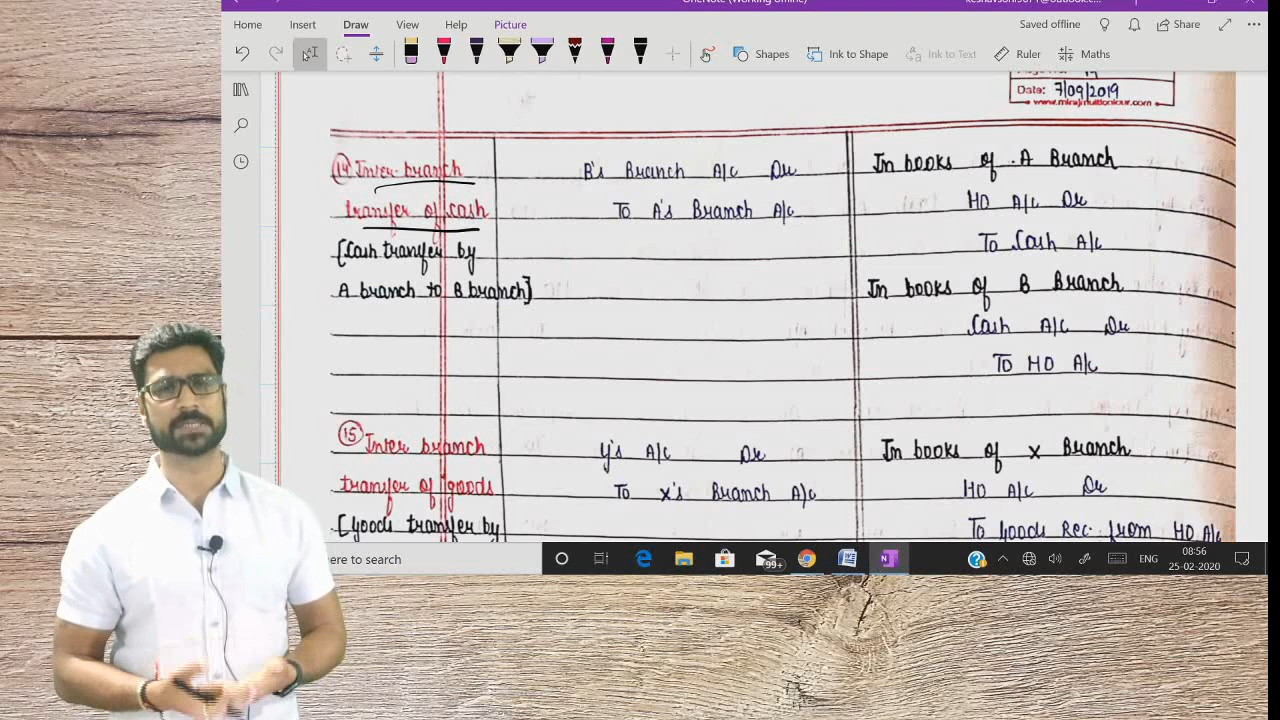 Home Insert Draw View Help Picture
Saved offline Share
Shapes Ink to Shape Ink to Text Ruler Maths
Date: 7/09/2019
14 Inter-branch
transfer of cash
[Cash transfer by
A branch to B branch]
B's Branch A/c Dr
To A's Branch A/c
In books of A Branch
HO A/c Dr
To Cash A/c
In books of B Branch
Cash A/c Dr
To HO A/c
15 Inter branch
transfer of goods
[Goods transfer by
Y's A/c Dr
To X's Branch A/c
In books of X Branch
HO A/c Dr
To Goods Rec. from HO A/c
ere to search
99+
ENG
08:56
25-02-2020